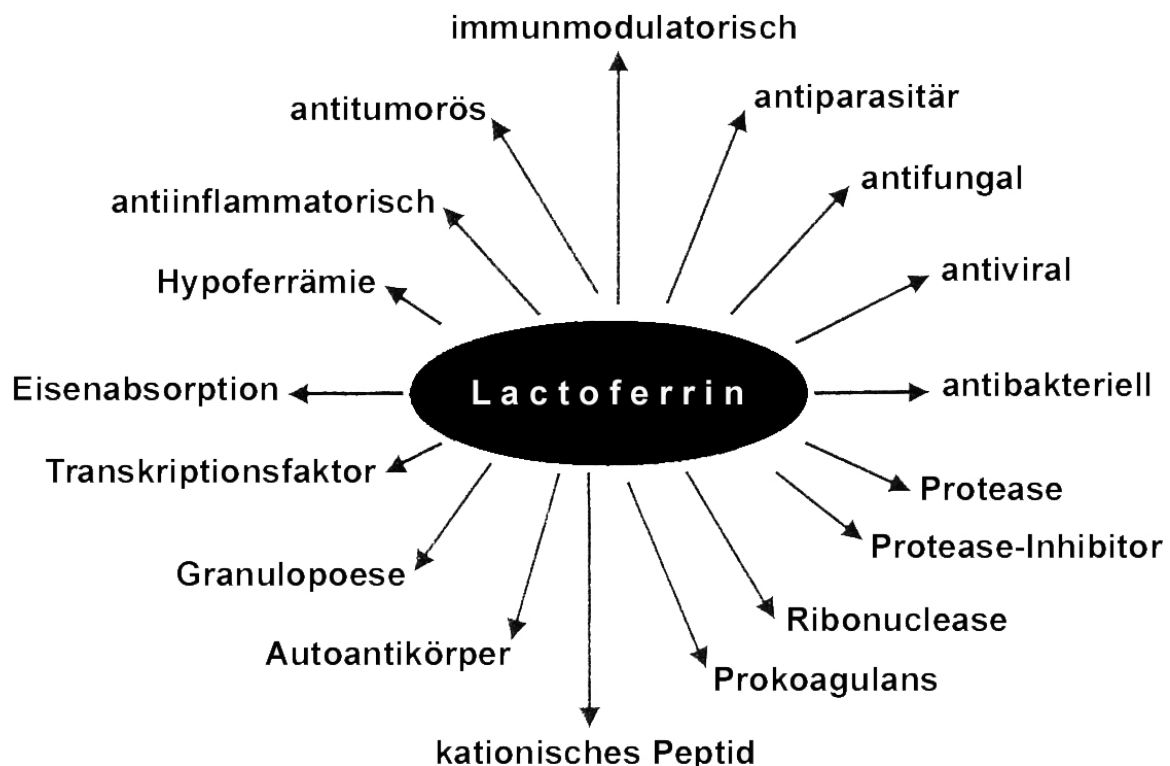 immunmodulatorisch
antitumorös
antiparasitär
antifungal
antiinflammatorisch
Hypoferrämie
antiviral
Eisenabsorption
Lactoferrin
antibakteriell
Transkriptionsfaktor
Protease
Protease-Inhibitor
Granulopoese
Ribonuclease
Autoantikörper
Prokoagulans
kationisches Peptid